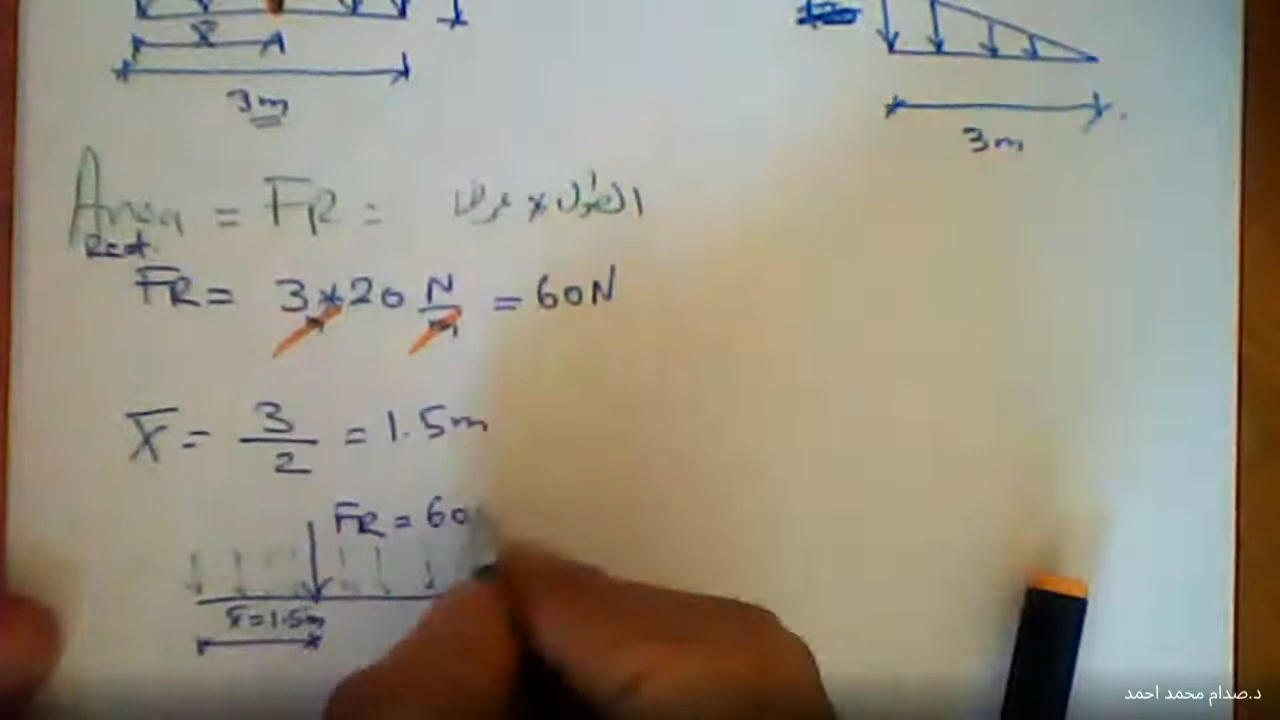 x̄
3m
3m
Area = FR = الطول × عرض
Rect.
FR = 3*20 N/m = 60N
x̄ = 3/2 = 1.5m
FR = 60
x̄=1.5m
د.صدام محمد احمد